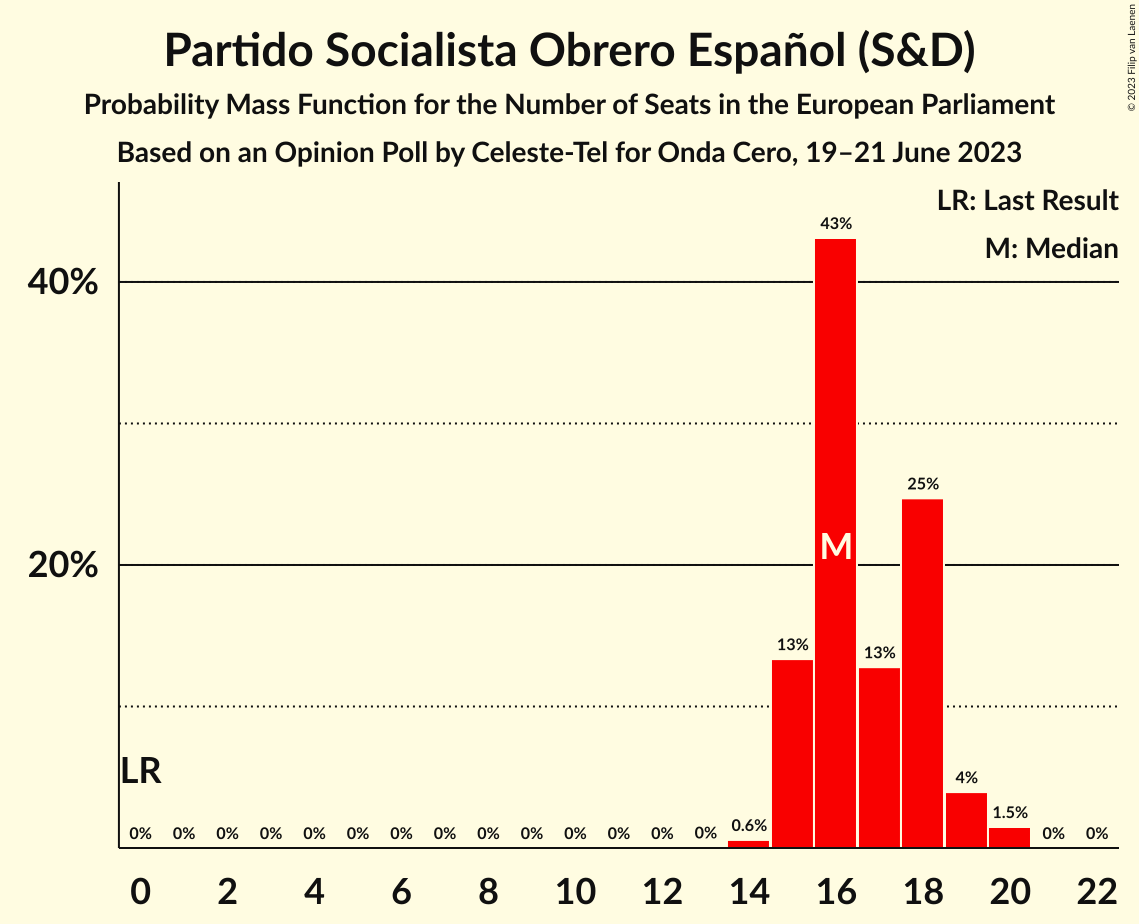 Partido Socialista Obrero Español (S&D)
Probability Mass Function for the Number of Seats in the European Parliament
Based on an Opinion Poll by Celeste-Tel for Onda Cero, 19–21 June 2023
© 2023 Filip van Laenen
LR: Last Result
M: Median
40%
20%
43%
25%
M
13%
13%
LR
4%
1.5%
0.6%
0% 0% 0% 0% 0% 0% 0% 0% 0% 0% 0% 0% 0% 0% 0% 0%
0 2 4 6 8 10 12 14 16 18 20 22